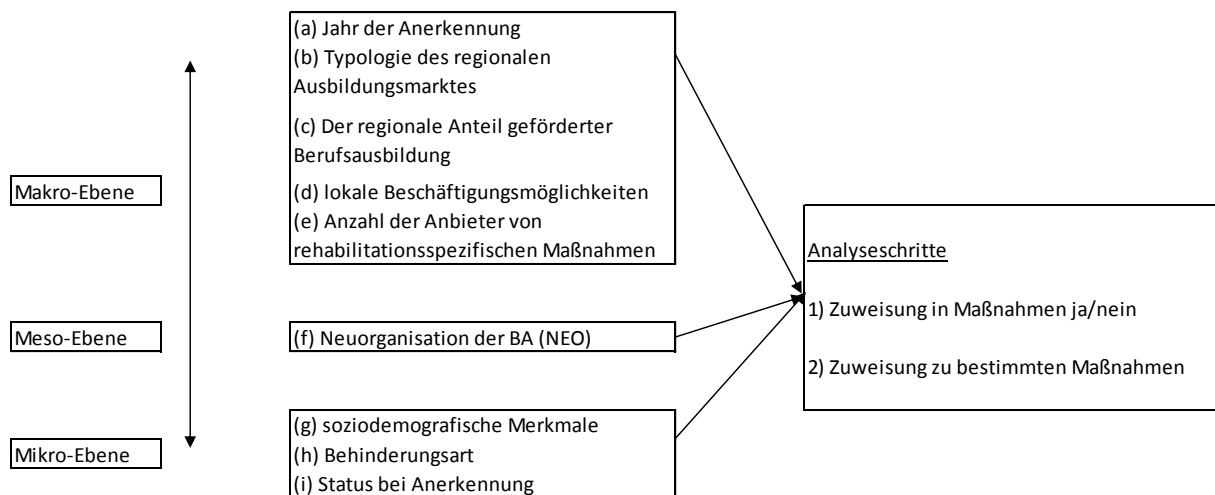 (a) Jahr der Anerkennung
(b) Typologie des regionalen
Ausbildungsmarktes
(c) Der regionale Anteil geförderter
Berufsausbildung
Makro-Ebene
(d) lokale Beschäftigungsmöglichkeiten
(e) Anzahl der Anbieter von
rehabilitationsspezifischen Maßnahmen
Meso-Ebene
(f) Neuorganisation der BA (NEO)
Mikro-Ebene
(g) soziodemografische Merkmale
(h) Behinderungsart
(i) Status bei Anerkennung
Analyseschritte
1) Zuweisung in Maßnahmen ja/nein
2) Zuweisung zu bestimmten Maßnahmen